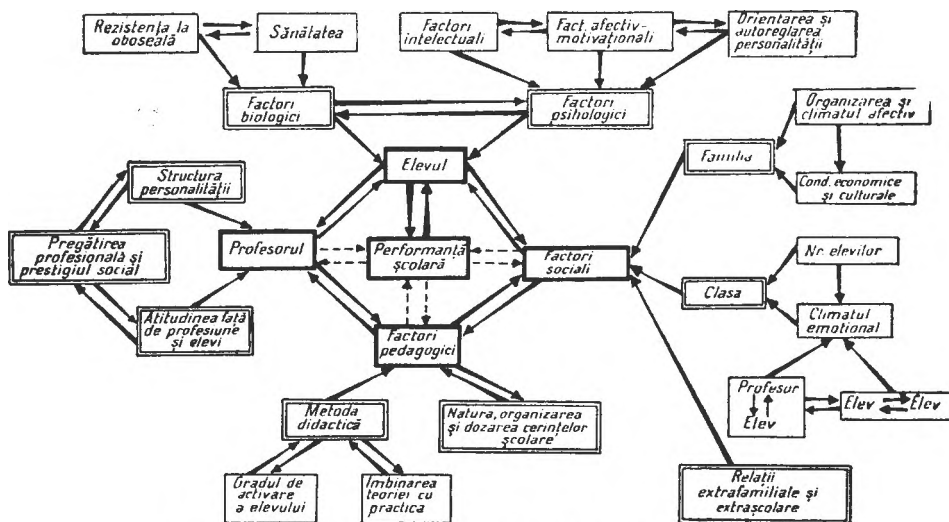 Rezistența la
oboseală
Sănătatea
Factori
intelectuali
Fact. afectiv-
motivaționali
Orientarea și
autoreglarea
personalității
Factori
biologici
Factori
psihologici
Organizarea și
climatul afectiv
Elevul
Familia
Structura
personalității
Cond. economice
și culturale
Pregătirea
profesională și
prestigiul social
Profesorul
Performanță
școlară
Factori
sociali
Nr. elevilor
Clasa
Atitudinea față
de profesiune
și elevi
Factori
pedagogici
Climatul
emotional
Profesor
Elev
Elev
Elev
Metoda
didactică
Natura, organizarea
și dozarea cerințelor
școlare
Gradul de
activare
a elevului
Imbinarea
teoriei cu
practica
Relații
extrafamiliale și
extrașcolare